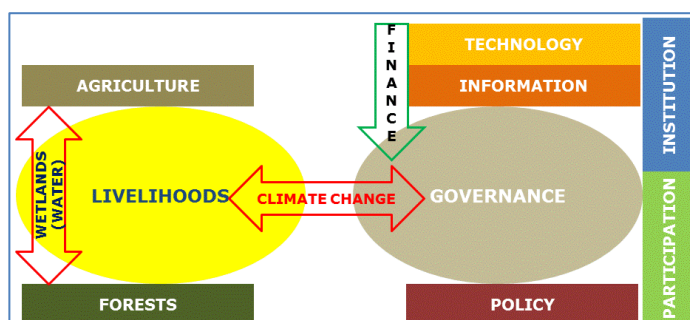 AGRICULTURE
WETLANDS
(WATER)
LIVELIHOODS
FORESTS
CLIMATE CHANGE
FINANCE
TECHNOLOGY
INFORMATION
GOVERNANCE
POLICY
INSTITUTION
PARTICIPATION